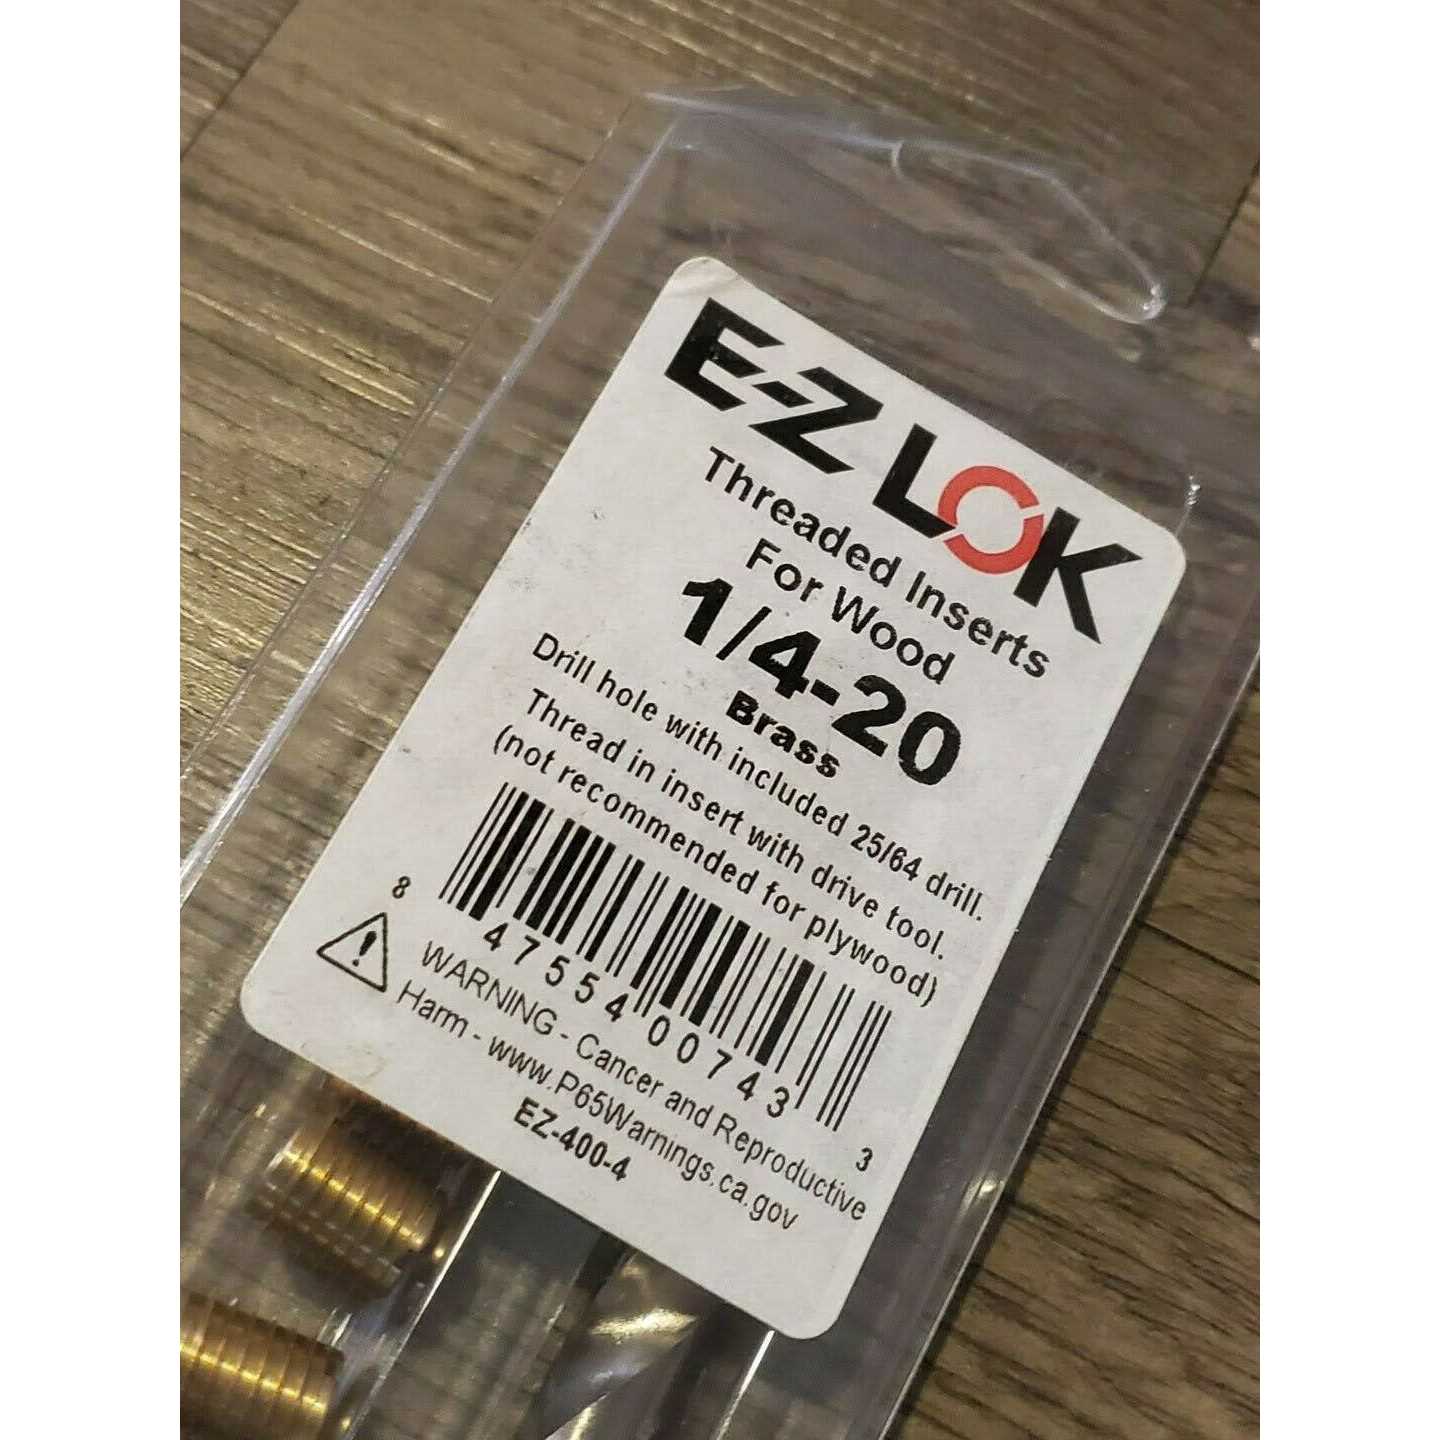 E-Z LOK
Threaded Inserts
For Wood
1/4-20
Brass
Drill hole with included 25/64 drill.
Thread in insert with drive tool.
(not recommended for plywood)
8 47554 00743 3
WARNING - Cancer and Reproductive
Harm - www.P65Warnings.ca.gov
EZ-400-4